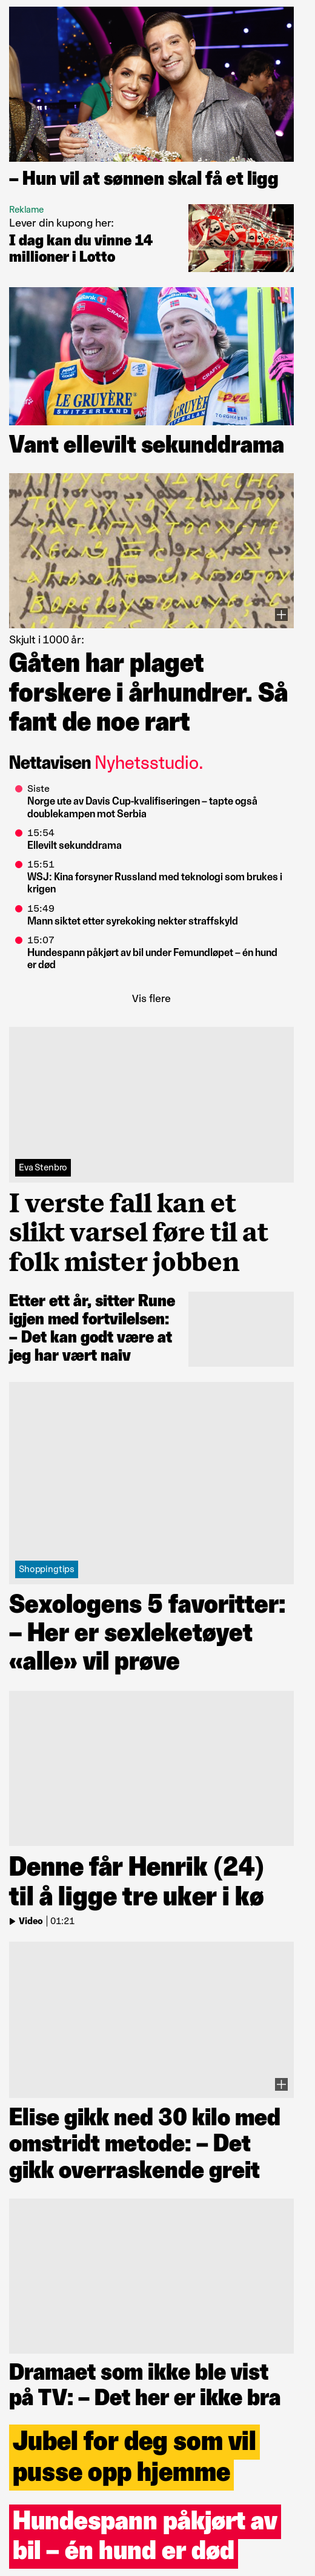 – Hun vil at sønnen skal få et ligg
Reklame
Lever din kupong her:
I dag kan du vinne 14
millioner i Lotto
LE GRUYÈRE
SWITZERLAND
LE GRUYÈRE
SWITZERLAND
Vant ellevilt sekunddrama
Skjult i 1000 år:
Gåten har plaget
forskere i århundrer. Så
fant de noe rart
Nettavisen Nyhetsstudio.
Siste
Norge ute av Davis Cup-kvalifiseringen – tapte også
doublekampen mot Serbia
15:54
Ellevilt sekunddrama
15:51
WSJ: Kina forsyner Russland med teknologi som brukes i
krigen
15:49
Mann siktet etter syrekoking nekter straffskyld
15:07
Hundespann påkjørt av bil under Femundløpet – én hund
er død
Vis flere
Eva Stenbro
I verste fall kan et
slikt varsel føre til at
folk mister jobben
Etter ett år, sitter Rune
igjen med fortvilelsen:
– Det kan godt være at
jeg har vært naiv
Shoppingtips
Sexologens 5 favoritter:
– Her er sexleketøyet
«alle» vil prøve
Denne får Henrik (24)
til å ligge tre uker i kø
Video | 01:21
Elise gikk ned 30 kilo med
omstridt metode: – Det
gikk overraskende greit
Dramaet som ikke ble vist
på TV: – Det her er ikke bra
Jubel for deg som vil
pusse opp hjemme
Hundespann påkjørt av
bil – én hund er død